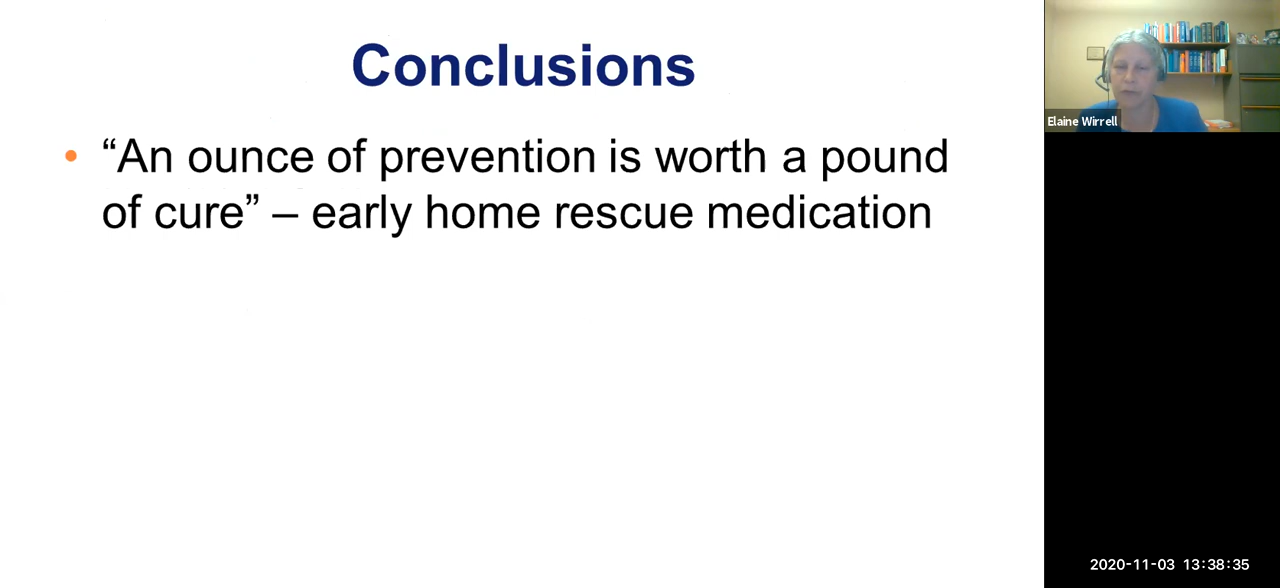 Conclusions
• “An ounce of prevention is worth a pound
of cure” – early home rescue medication
Elaine Wirrell
2020-11-03 13:38:35